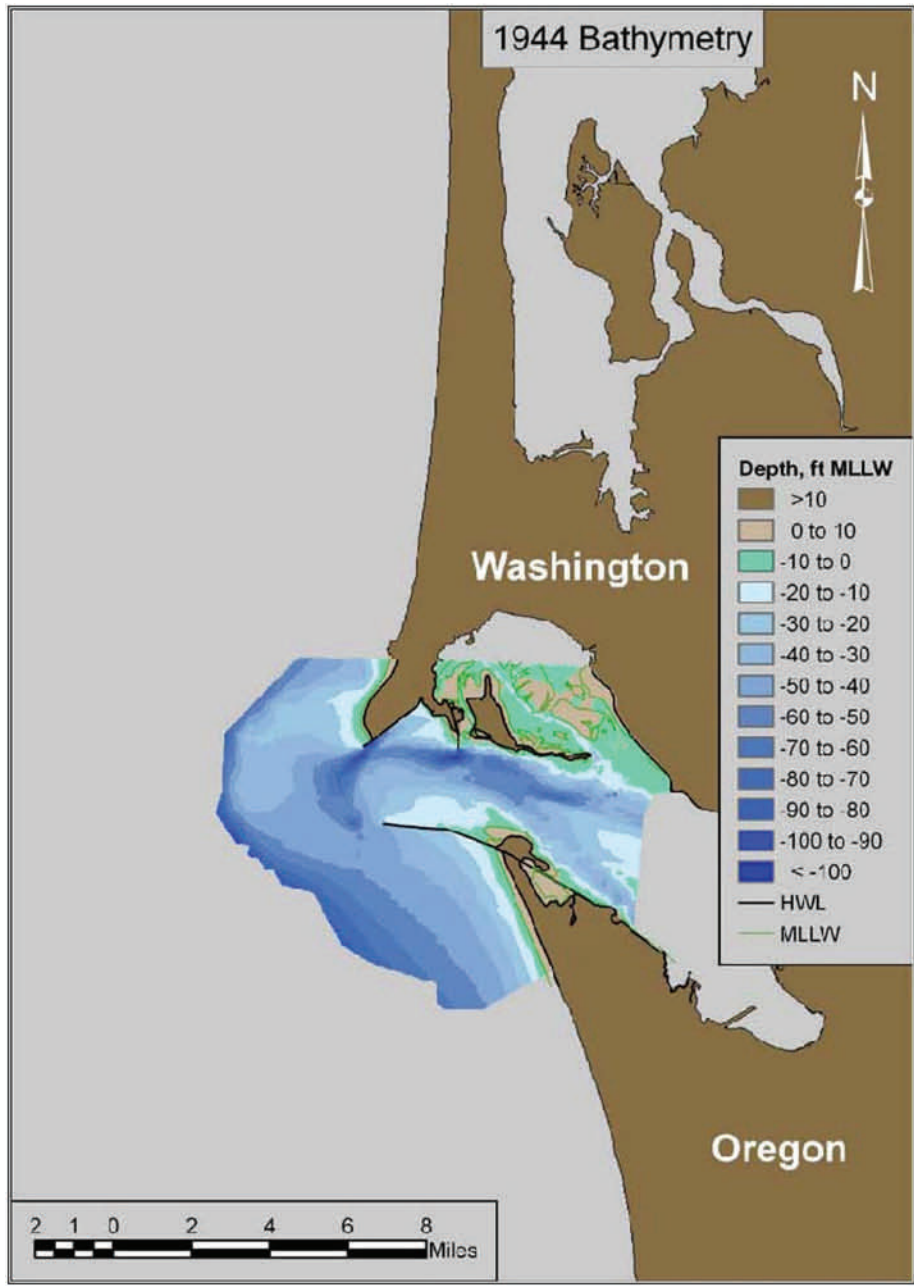 1944 Bathymetry
N
Depth, ft MLLW
>10
0 to 10
-10 to 0
-20 to -10
-30 to -20
-40 to -30
-50 to -40
-60 to -50
-70 to -60
-80 to -70
-90 to -80
-100 to -90
< -100
HWL
MLLW
Washington
Oregon
2 1 0 2 4 6 8
Miles